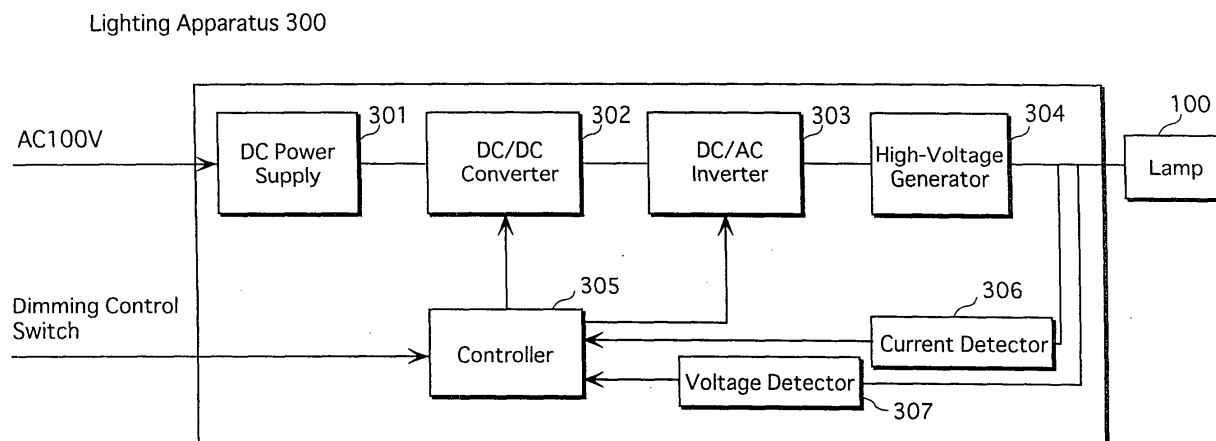 Lighting Apparatus 300
AC100V
301
302
303
304
100
DC Power
Supply
DC/DC
Converter
DC/AC
Inverter
High-Voltage
Generator
Lamp
Dimming Control
Switch
305
306
Controller
Current Detector
Voltage Detector
307